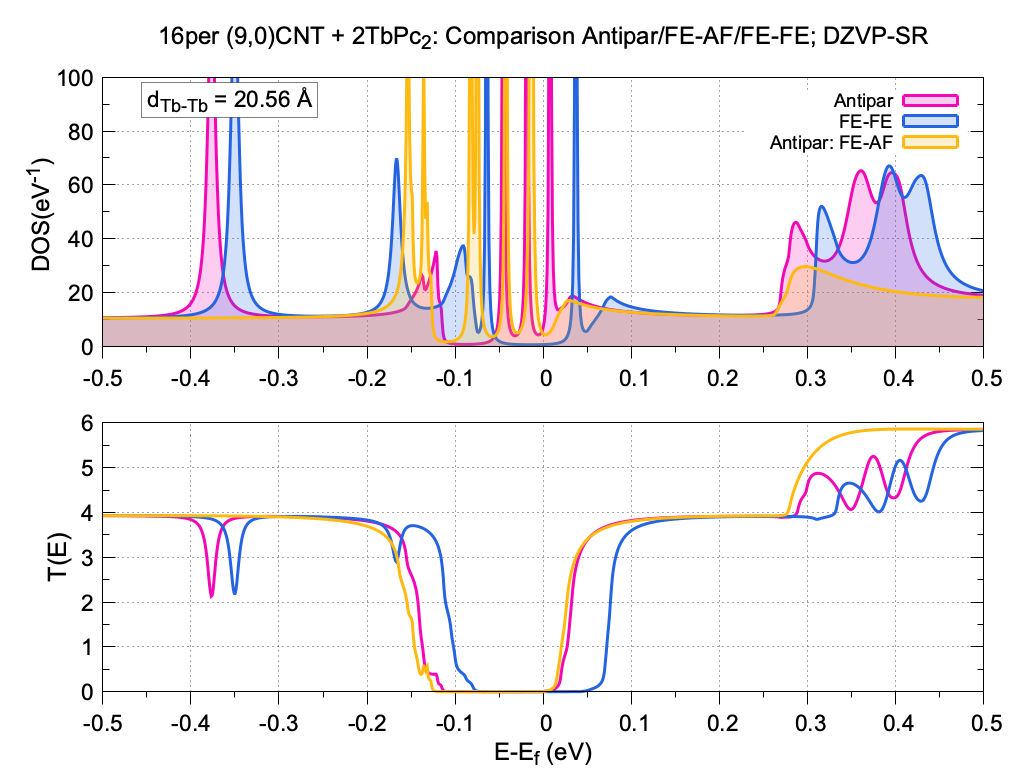 16per (9,0)CNT + 2TbPc2: Comparison Antipar/FE-AF/FE-FE; DZVP-SR
dTb-Tb = 20.56 Å
Antipar
FE-FE
Antipar: FE-AF
DOS(eV-1)
100
80
60
40
20
0
-0.5 -0.4 -0.3 -0.2 -0.1 0 0.1 0.2 0.3 0.4 0.5
T(E)
6
5
4
3
2
1
0
-0.5 -0.4 -0.3 -0.2 -0.1 0 0.1 0.2 0.3 0.4 0.5
E-Ef (eV)